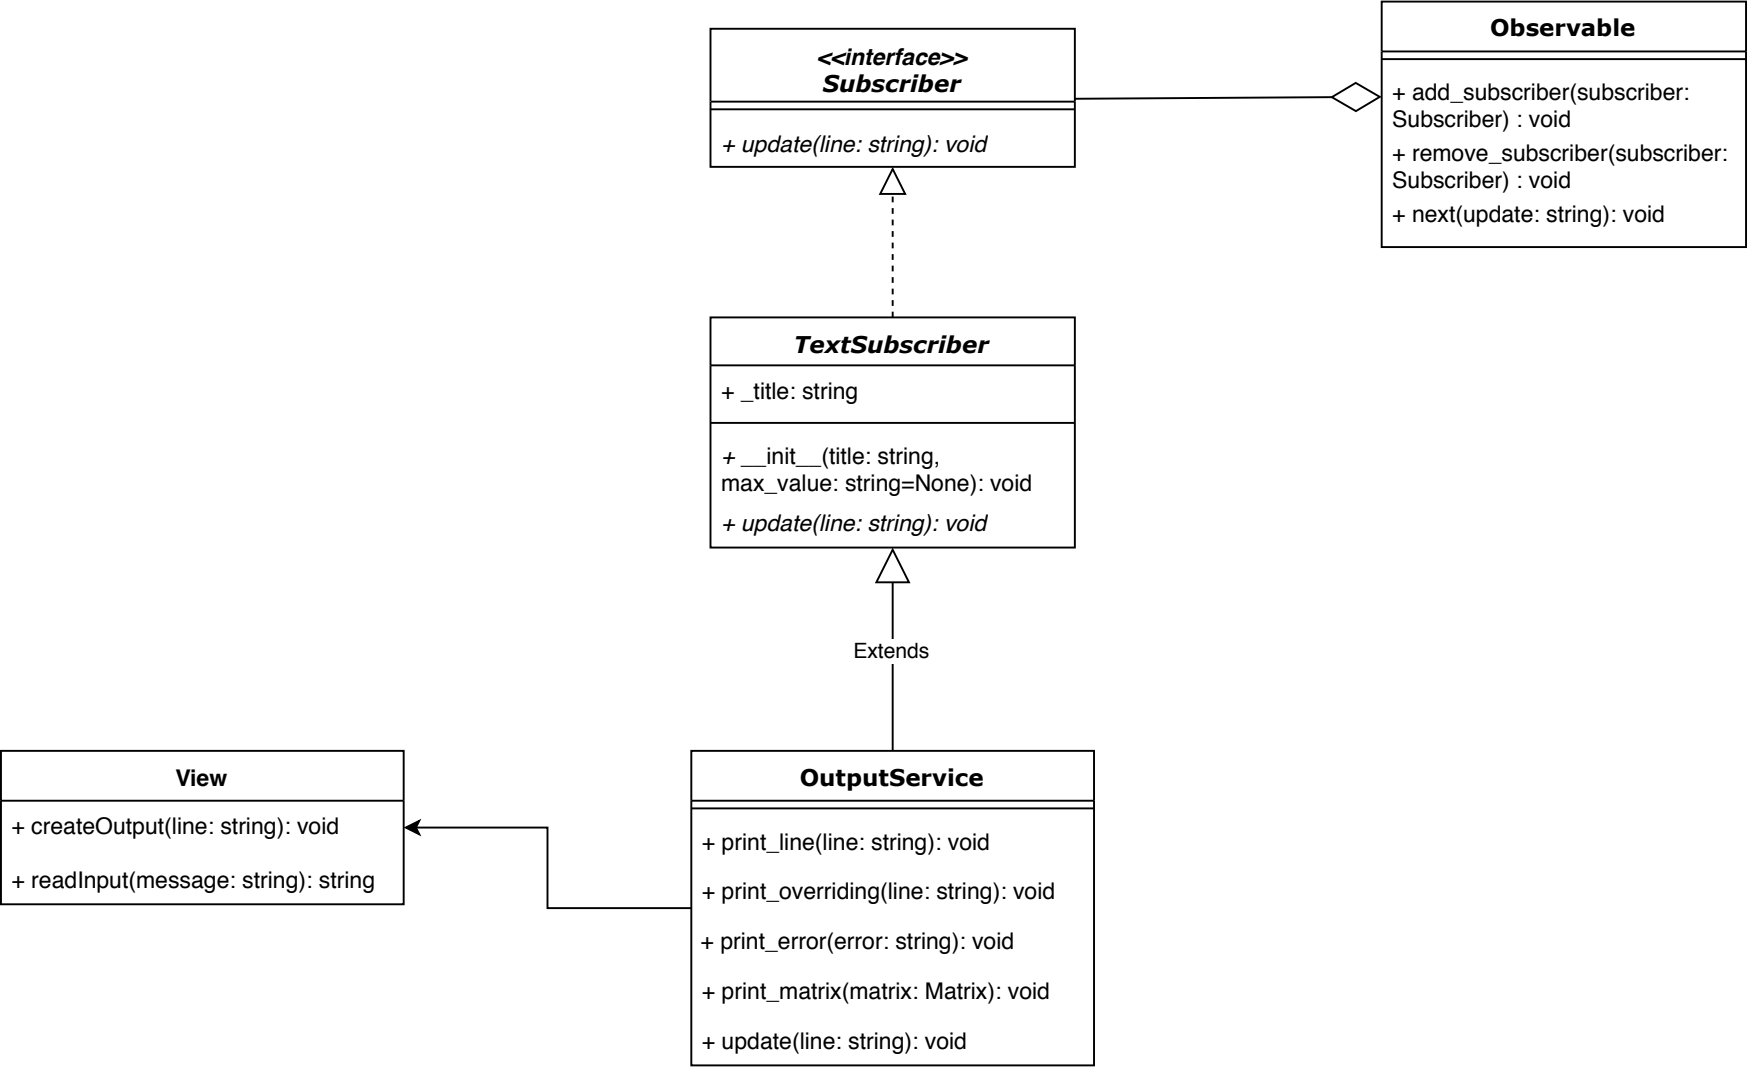 <<interface>>
Subscriber
+ update(line: string): void
Observable
+ add_subscriber(subscriber:
Subscriber) : void
+ remove_subscriber(subscriber:
Subscriber) : void
+ next(update: string): void
TextSubscriber
+ _title: string
+ __init__(title: string,
max_value: string=None): void
+ update(line: string): void
Extends
View
+ createOutput(line: string): void
+ readInput(message: string): string
OutputService
+ print_line(line: string): void
+ print_overriding(line: string): void
+ print_error(error: string): void
+ print_matrix(matrix: Matrix): void
+ update(line: string): void